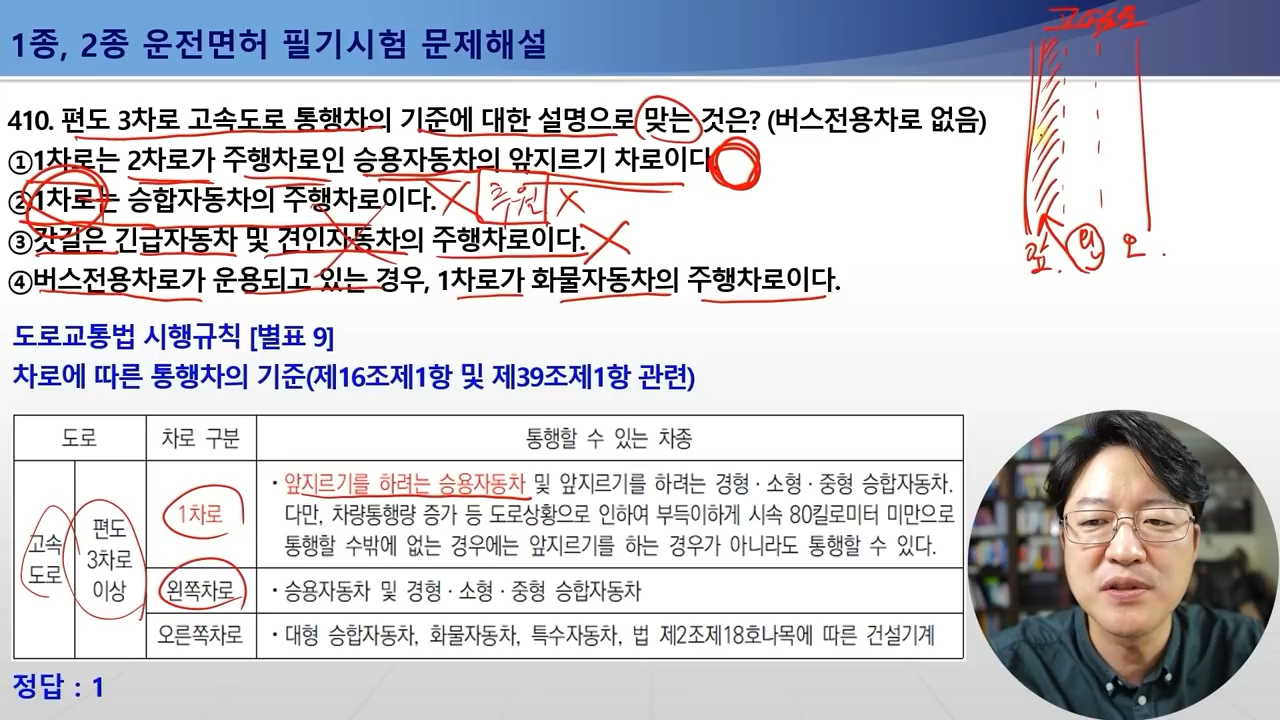 1종, 2종 운전면허 필기시험 문제해설
고속도
410. 편도 3차로 고속도로 통행차의 기준에 대한 설명으로 맞는 것은? (버스전용차로 없음)
①1차로는 2차로가 주행차로인 승용자동차의 앞지르기 차로이다
②1차로는 승합자동차의 주행차로이다.
추월
③갓길은 긴급자동차 및 견인자동차의 주행차로이다.
④버스전용차로가 운용되고 있는 경우, 1차로가 화물자동차의 주행차로이다.
앞. 왼 오.
도로교통법 시행규칙 [별표 9]
차로에 따른 통행차의 기준(제16조제1항 및 제39조제1항 관련)
도로 차로 구분 통행할 수 있는 차종
고속도로 편도 3차로 이상
1차로 · 앞지르기를 하려는 승용자동차 및 앞지르기를 하려는 경형·소형·중형 승합자동차.
다만, 차량통행량 증가 등 도로상황으로 인하여 부득이하게 시속 80킬로미터 미만으로
통행할 수밖에 없는 경우에는 앞지르기를 하는 경우가 아니라도 통행할 수 있다.
왼쪽차로 · 승용자동차 및 경형·소형·중형 승합자동차
오른쪽차로 · 대형 승합자동차, 화물자동차, 특수자동차, 법 제2조제18호나목에 따른 건설기계
정답 : 1